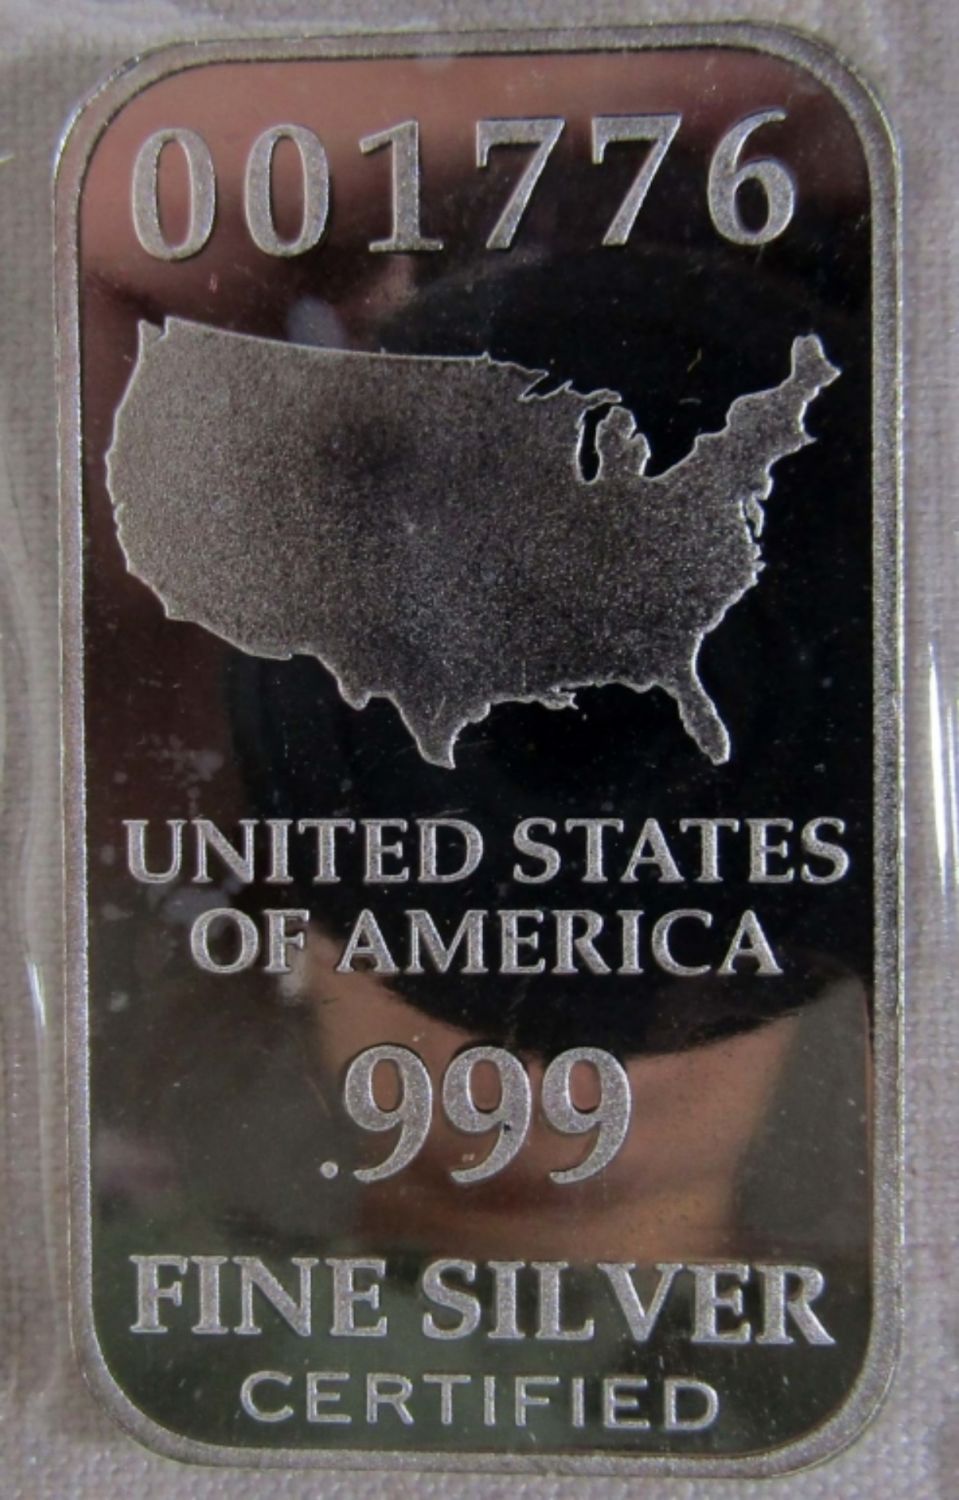 001776
UNITED STATES
OF AMERICA
.999
FINE SILVER
CERTIFIED